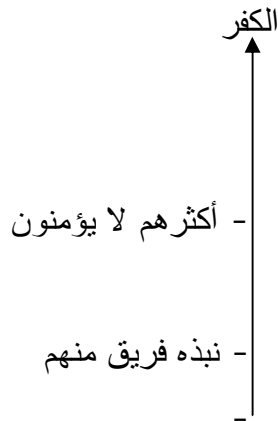 الكفر
- أكثرهم لا يؤمنون
- نبذه فريق منهم